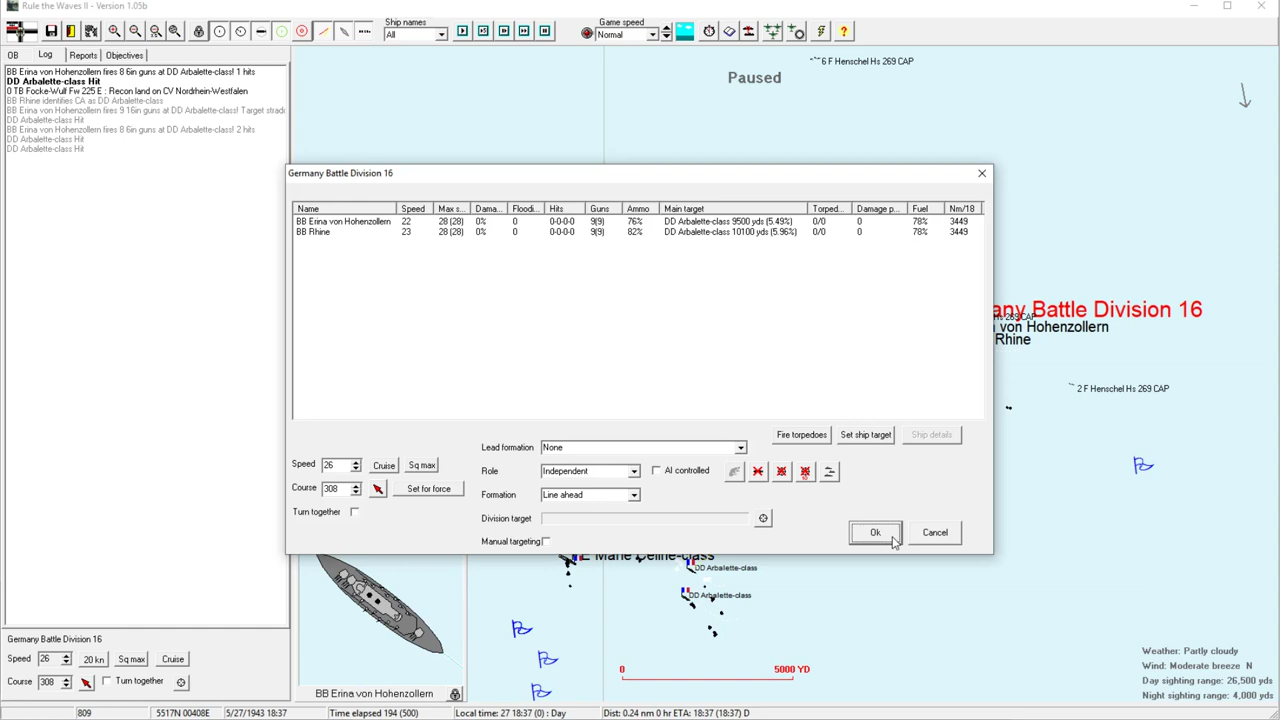 Rule the Waves II - Version 1.05b
Ship names
All
Game speed
Normal
OB Log Reports Objectives
BB Erina von Hohenzollern fires 8 6in guns at DD Arbalette-class! 1 hits
DD Arbalette-class Hit
0 TB Focke-Wulf Fw 225 E : Recon land on CV Nordrhein-Westfalen
BB Rhine identifies CA as DD Arbalette-class
BB Erina von Hohenzollern fires 9 16in guns at DD Arbalette-class! Target stradd
DD Arbalette-class Hit
BB Erina von Hohenzollern fires 8 6in guns at DD Arbalette-class! 2 hits
DD Arbalette-class Hit
DD Arbalette-class Hit
Paused
6 F Henschel Hs 269 CAP
Germany Battle Division 16
Name Speed Max s... Dama... Floodi... Hits Guns Ammo Main target Torped... Damage p... Fuel Nm/18
BB Erina von Hohenzollern 22 28 (28) 0% 0 0-0-0-0 9(9) 76% DD Arbalette-class 9500 yds (5.49%) 0/0 0 78% 3449
BB Rhine 23 28 (28) 0% 0 0-0-0-0 9(9) 82% DD Arbalette-class 10100 yds (5.96%) 0/0 0 78% 3449
any Battle Division 16
Hs 269 CAP
n von Hohenzollern
Rhine
2 F Henschel Hs 269 CAP
Fire torpedoes Set ship target Ship details
Lead formation None
Speed 26 Cruise Sq max
Role Independent AI controlled
Course 308 Set for force
Formation Line ahead
Turn together
Division target
Manual targeting
Ok Cancel
E Marie Celine-class
DD Arbalette-class
DD Arbalette-class
Germany Battle Division 16
Speed 26 20 kn Sq max Cruise
Course 308 Turn together
BB Erina von Hohenzollern
0 5000 YD
Weather: Partly cloudy
Wind: Moderate breeze N
Day sighting range: 26,500 yds
Night sighting range: 4,000 yds
809 5517N 00408E 5/27/1943 18:37 Time elapsed 194 (500) Local time: 27 18:37 (0) : Day Dist: 0.24 nm 0 hr ETA: 18:37 (18:37) D